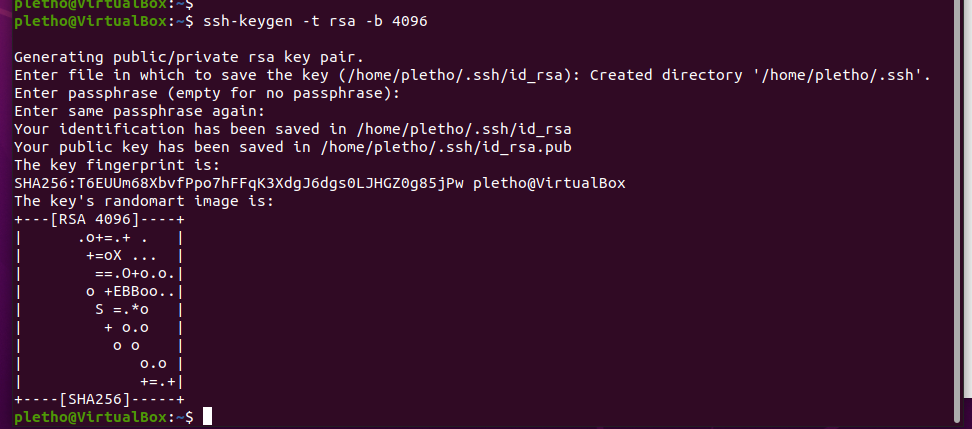 pletho@VirtualBox:~$
pletho@VirtualBox:~$ ssh-keygen -t rsa -b 4096
Generating public/private rsa key pair.
Enter file in which to save the key (/home/pletho/.ssh/id_rsa): Created directory '/home/pletho/.ssh'.
Enter passphrase (empty for no passphrase):
Enter same passphrase again:
Your identification has been saved in /home/pletho/.ssh/id_rsa
Your public key has been saved in /home/pletho/.ssh/id_rsa.pub
The key fingerprint is:
SHA256:T6EUUm68XbvfPpo7hFFqK3XdgJ6dgs0LJHGZ0g85jPw pletho@VirtualBox
The key's randomart image is:
+---[RSA 4096]----+
|      .o+=.+ .   |
|       +=oX ...  |
|        ==.O+o.o.|
|       o +EBBoo..|
|        S =.*o   |
|         + o.o   |
|          o o    |
|             o.o |
|             +=.+|
+----[SHA256]-----+
pletho@VirtualBox:~$